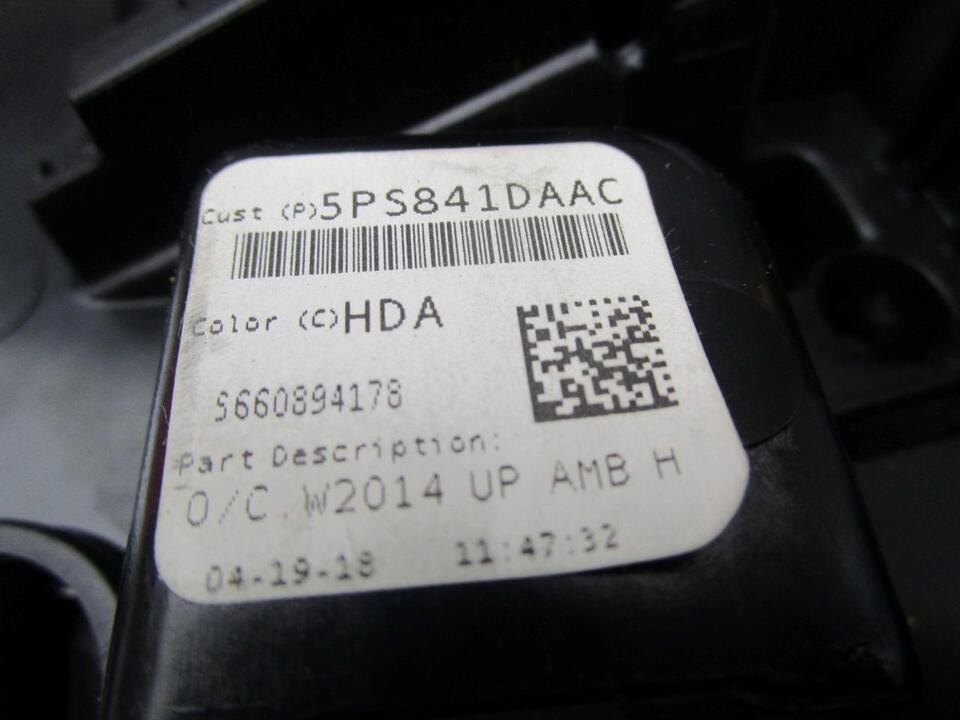 Cust (P)5PS841DAAC
Color (C)HDA
S660894178
Part Description:
O/C W2014 UP AMB H
04-19-18 11:47:32